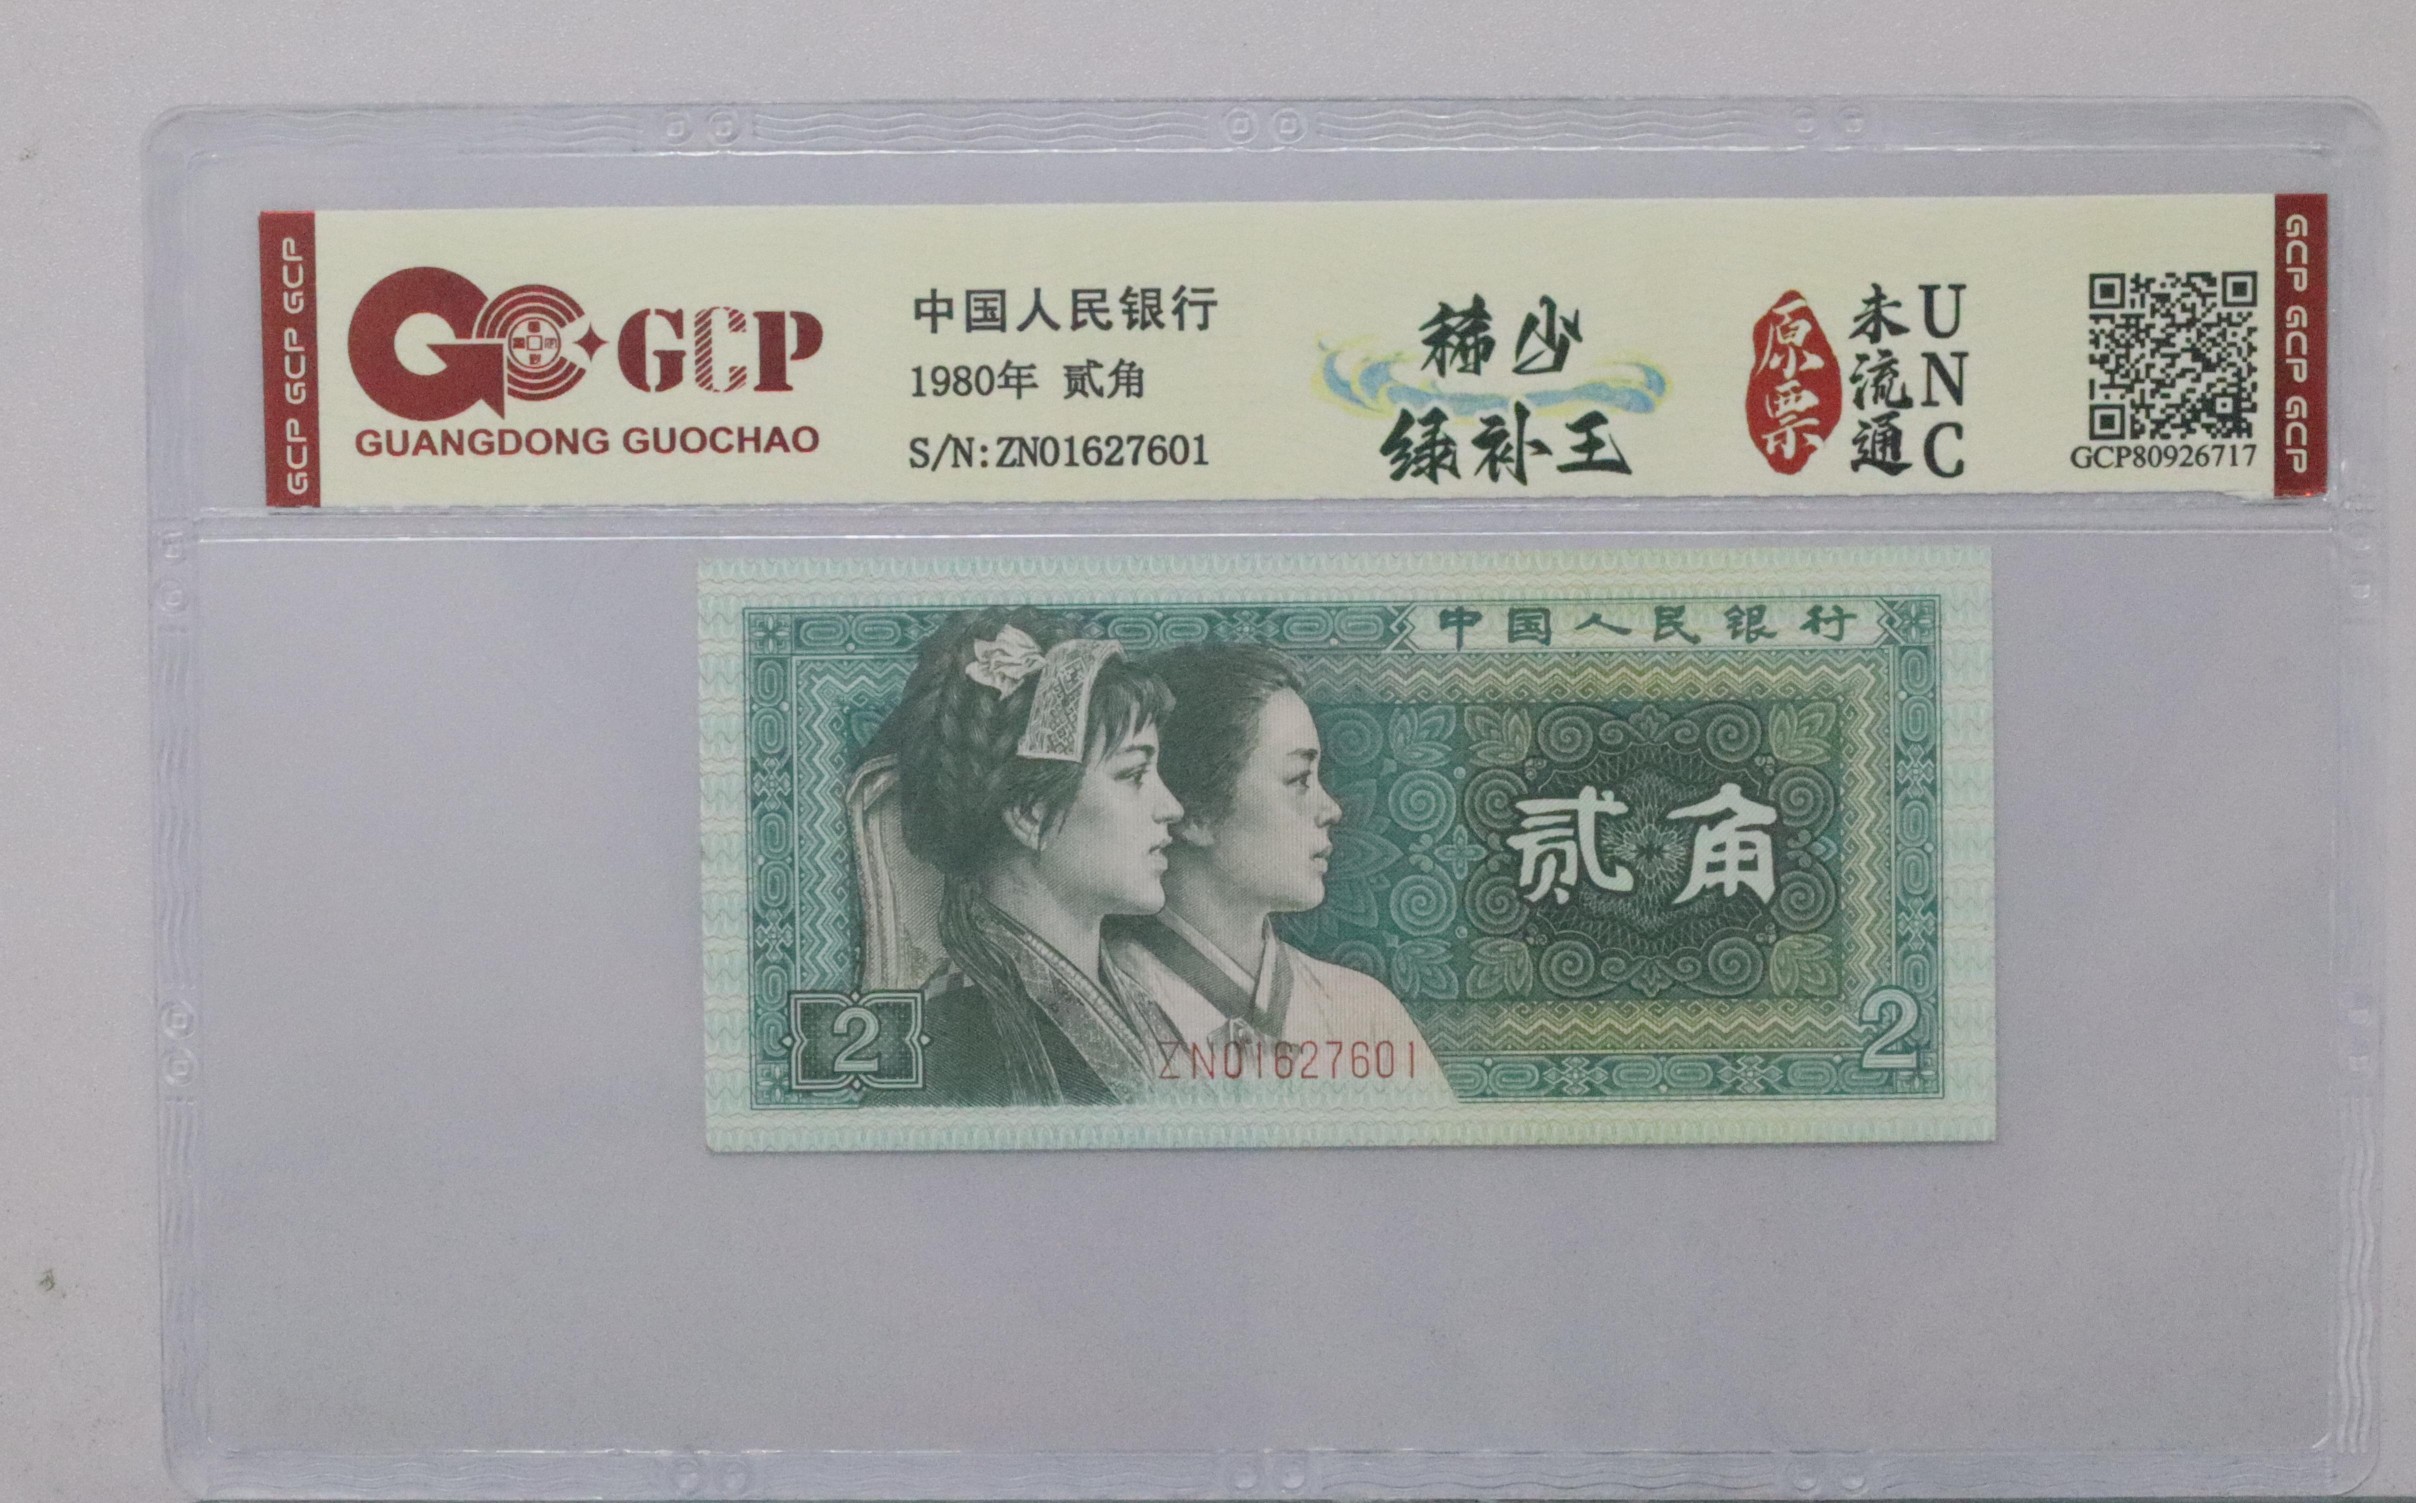 GCP GCP GCP
GCP
GUANGDONG GUOCHAO
中国人民银行
1980年 贰角
S/N:ZN01627601
稀少
绿补王
原票
未流通
UNC
GCP80926717
GCP GCP GCP
中国人民银行
贰角
2
2
ZN01627601